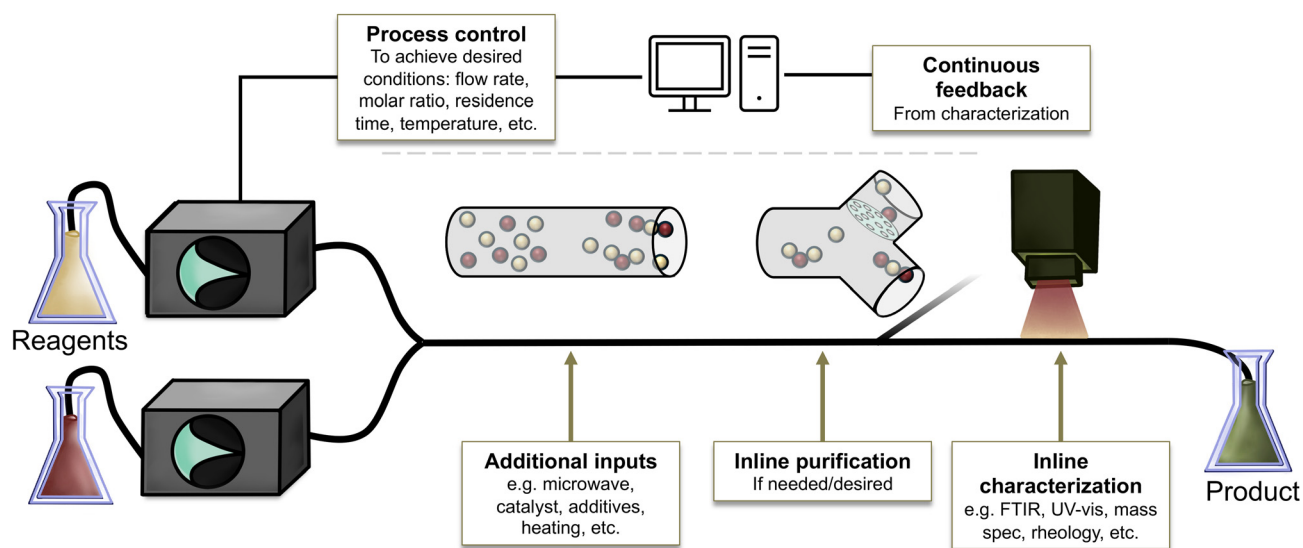 Process control
To achieve desired
conditions: flow rate,
molar ratio, residence
time, temperature, etc.
Continuous
feedback
From characterization
Reagents
Additional inputs
e.g. microwave,
catalyst, additives,
heating, etc.
Inline purification
If needed/desired
Inline
characterization
e.g. FTIR, UV-vis, mass
spec, rheology, etc.
Product